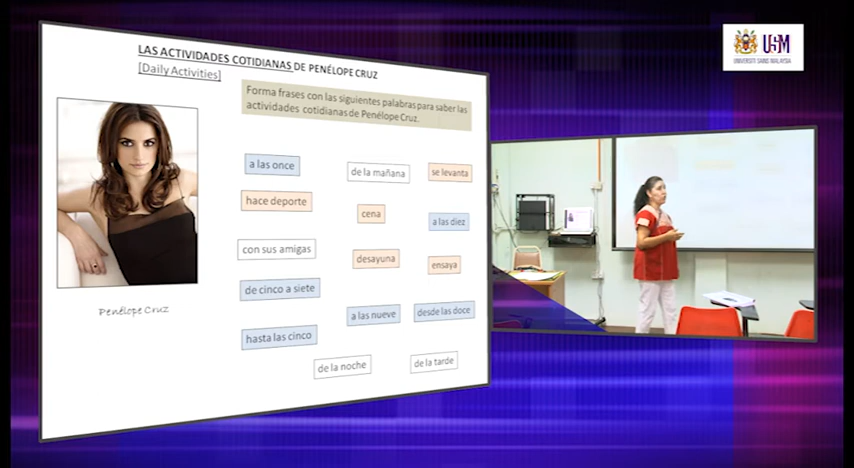 LAS ACTIVIDADES COTIDIANAS DE PENÉLOPE CRUZ
[Daily Activities]
Forma frases con las siguientes palabras para saber las
actividades cotidianas de Penélope Cruz.
a las once
de la mañana
se levanta
hace deporte
cena
a las diez
con sus amigas
desayuna
ensaya
de cinco a siete
a las nueve
desde las doce
hasta las cinco
de la noche
de la tarde
Penélope Cruz
USM
UNIVERSITI SAINS MALAYSIA